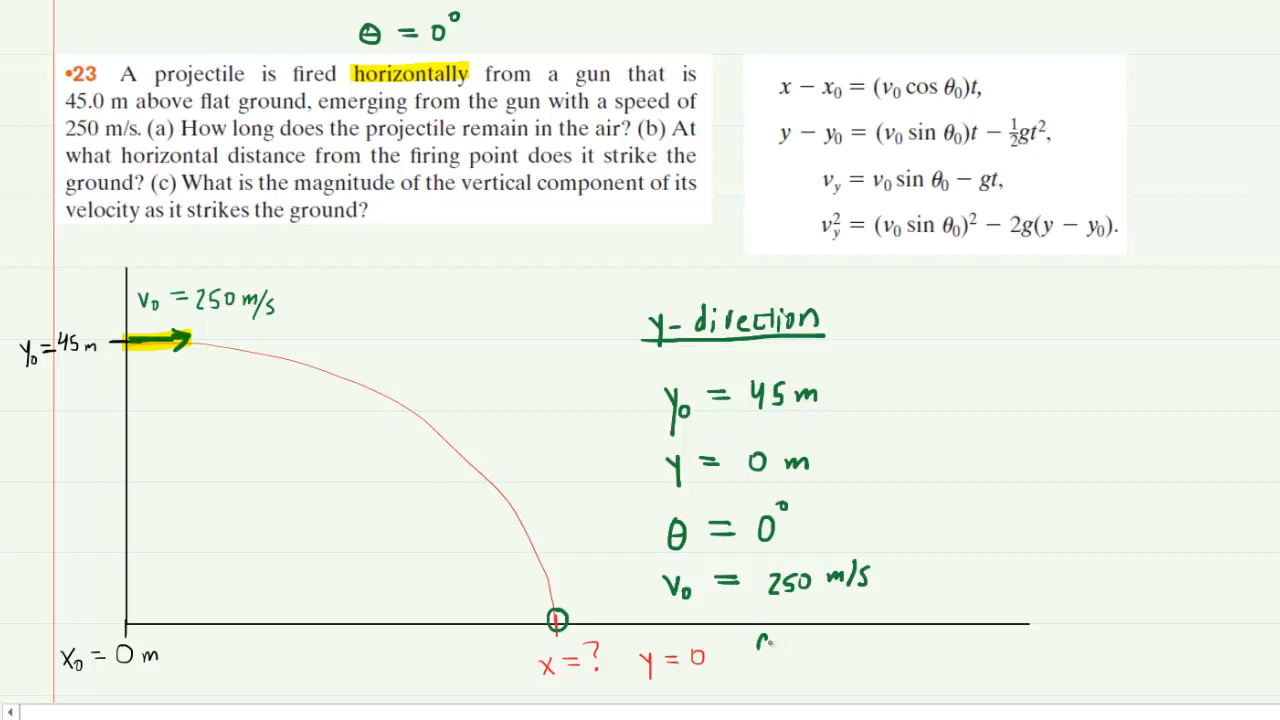 θ = 0°
•23 A projectile is fired horizontally from a gun that is
45.0 m above flat ground, emerging from the gun with a speed of
250 m/s. (a) How long does the projectile remain in the air? (b) At
what horizontal distance from the firing point does it strike the
ground? (c) What is the magnitude of the vertical component of its
velocity as it strikes the ground?
x − x₀ = (v₀ cos θ₀)t,
y − y₀ = (v₀ sin θ₀)t − ½gt²,
vᵧ = v₀ sin θ₀ − gt,
vᵧ² = (v₀ sin θ₀)² − 2g(y − y₀).
v₀ = 250 m/s
y₀ = 45 m
x₀ = 0 m
x = ?
y = 0
y-direction
y₀ = 45 m
y = 0 m
θ = 0°
v₀ = 250 m/s